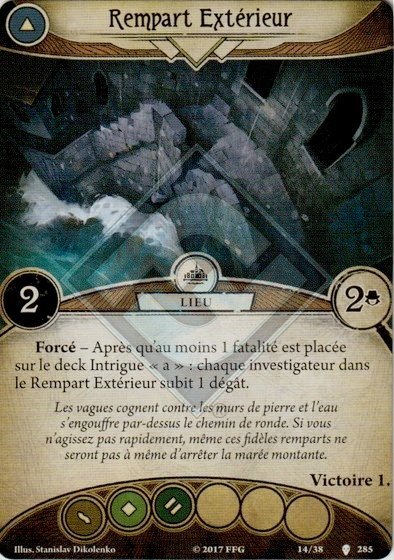 Rempart Extérieur
2
LIEU
2
Forcé – Après qu'au moins 1 fatalité est placée
sur le deck Intrigue « a » : chaque investigateur dans
le Rempart Extérieur subit 1 dégât.
Les vagues cognent contre les murs de pierre et l'eau
s'engouffre par-dessus le chemin de ronde. Si vous
n'agissez pas rapidement, même ces fidèles remparts ne
seront pas à même d'arrêter la marée montante.
Victoire 1.
Illus. Stanislav Dikolenko
© 2017 FFG
14/38
285